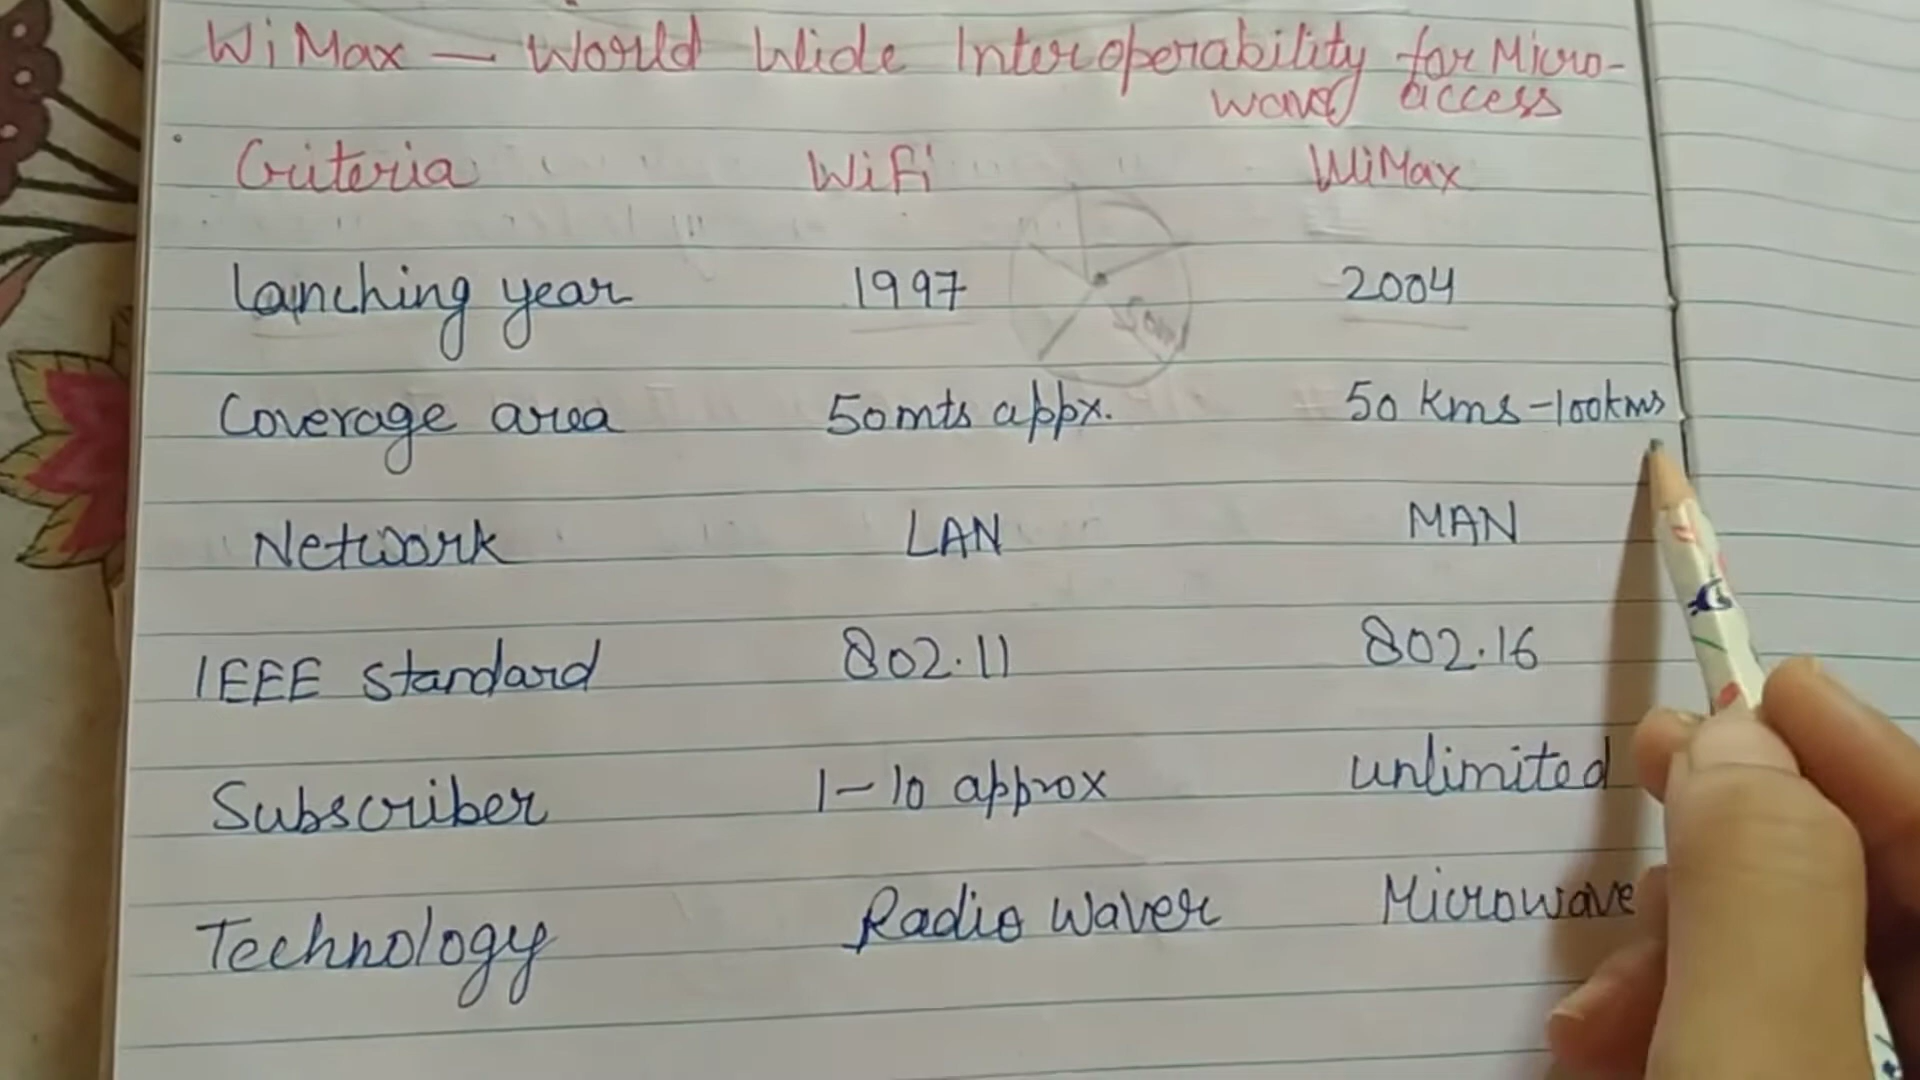 WiMax — World Wide Interoperability for Micro-
wave access
Criteria WiFi WiMax
Launching year 1997 2004
50m
Coverage area 50mts appx. 50 kms-100kms
Network LAN MAN
IEEE standard 802.11 802.16
Subscriber 1-10 approx unlimited
Technology Radio Waves Microwave